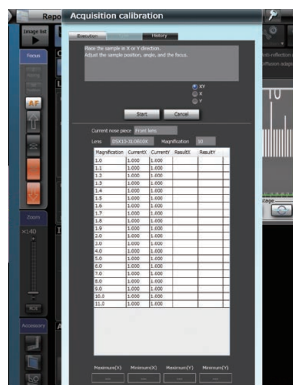 Image list
Repo
Acquisition calibration
Execution
History
Focus
AF
Zoom
Accessory
Place the sample in X or Y direction.
Adjust the sample position, angle, and the focus.
XY
X
Y
Start
Cancel
Current nose piece
Front lens
Lens
Magnification
10
Magnification CurrentX CurrentY ResultX ResultY
1.0 1.000 1.000
1.1 1.000 1.000
1.2 1.000 1.000
1.3 1.000 1.000
1.4 1.000 1.000
1.5 1.000 1.000
1.6 1.000 1.000
1.7 1.000 1.000
1.8 1.000 1.000
1.9 1.000 1.000
2.0 1.000 1.000
3.0 1.000 1.000
4.0 1.000 1.000
5.0 1.000 1.000
6.0 1.000 1.000
7.0 1.000 1.000
8.0 1.000 1.000
9.0 1.000 1.000
10.0 1.000 1.000
11.0 1.000 1.000
Maximum(X) Minimum(X) Maximum(Y) Minimum(Y)
--- --- --- ---